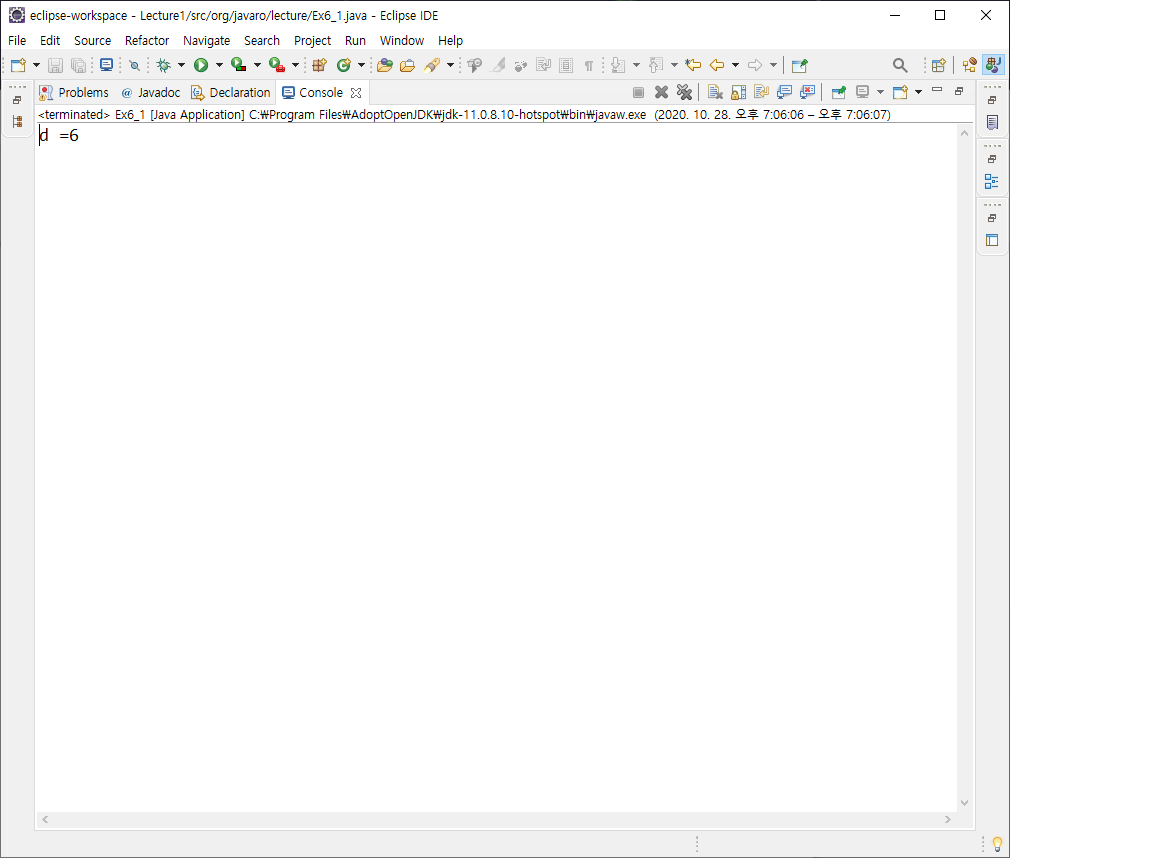 eclipse-workspace - Lecture1/src/org/javaro/lecture/Ex6_1.java - Eclipse IDE
File Edit Source Refactor Navigate Search Project Run Window Help
Problems @ Javadoc Declaration Console
<terminated> Ex6_1 [Java Application] C:₩Program Files₩AdoptOpenJDK₩jdk-11.0.8.10-hotspot₩bin₩javaw.exe (2020. 10. 28. 오후 7:06:06 – 오후 7:06:07)
d =6